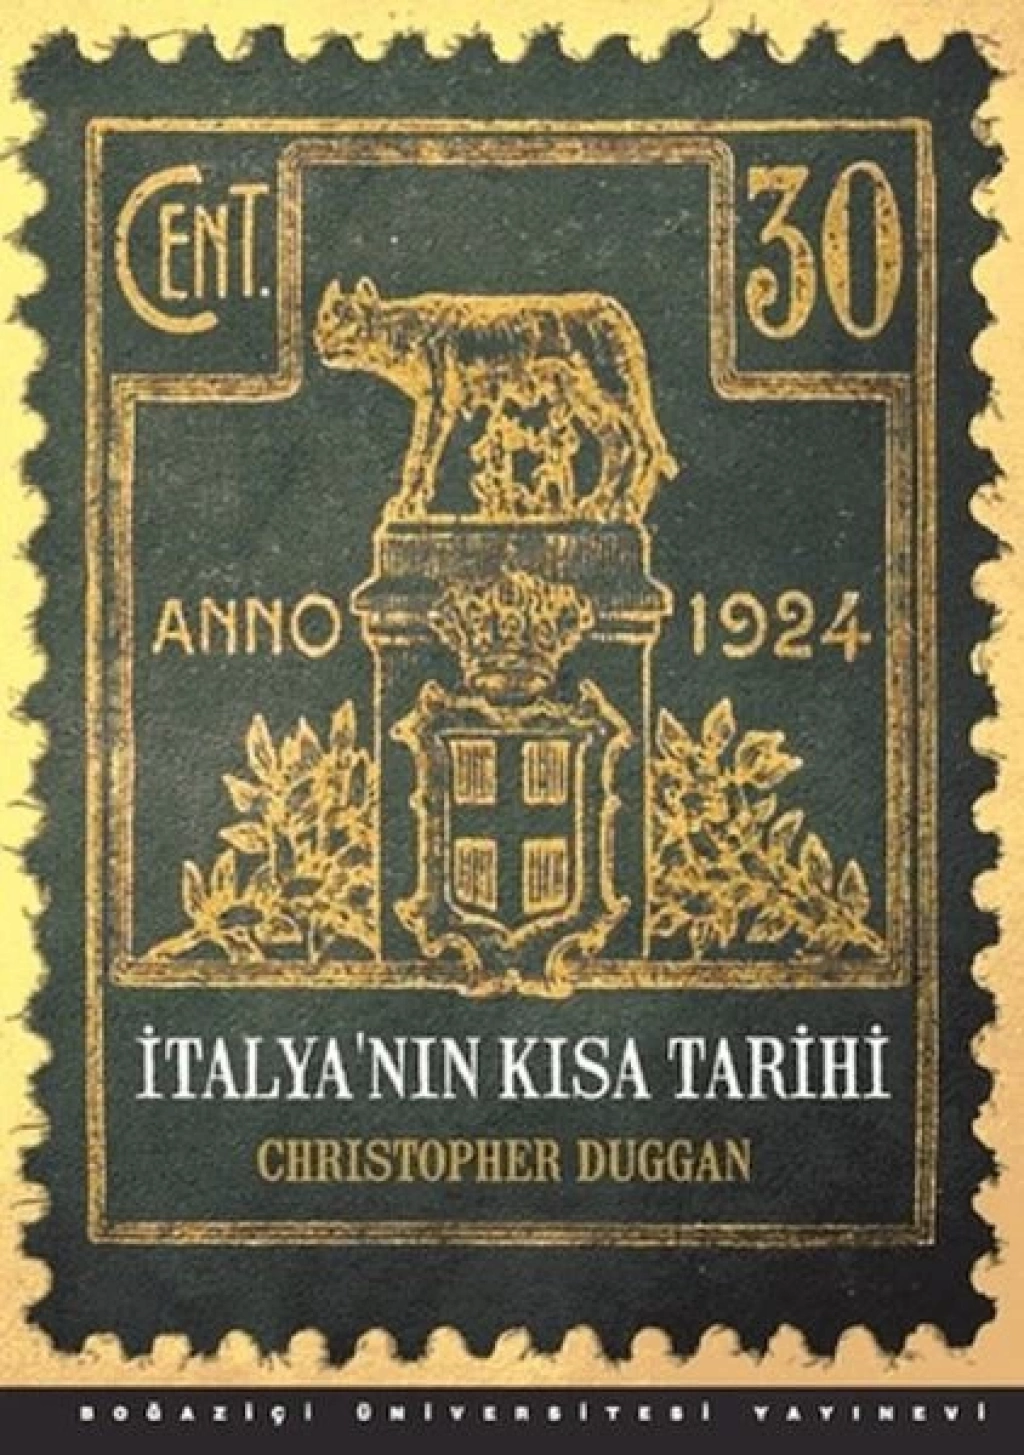 CENT. 30
ANNO 1924
İTALYA'NIN KISA TARİHİ
CHRISTOPHER DUGGAN
BOĞAZİÇİ ÜNİVERSİTESİ YAYINEVİ